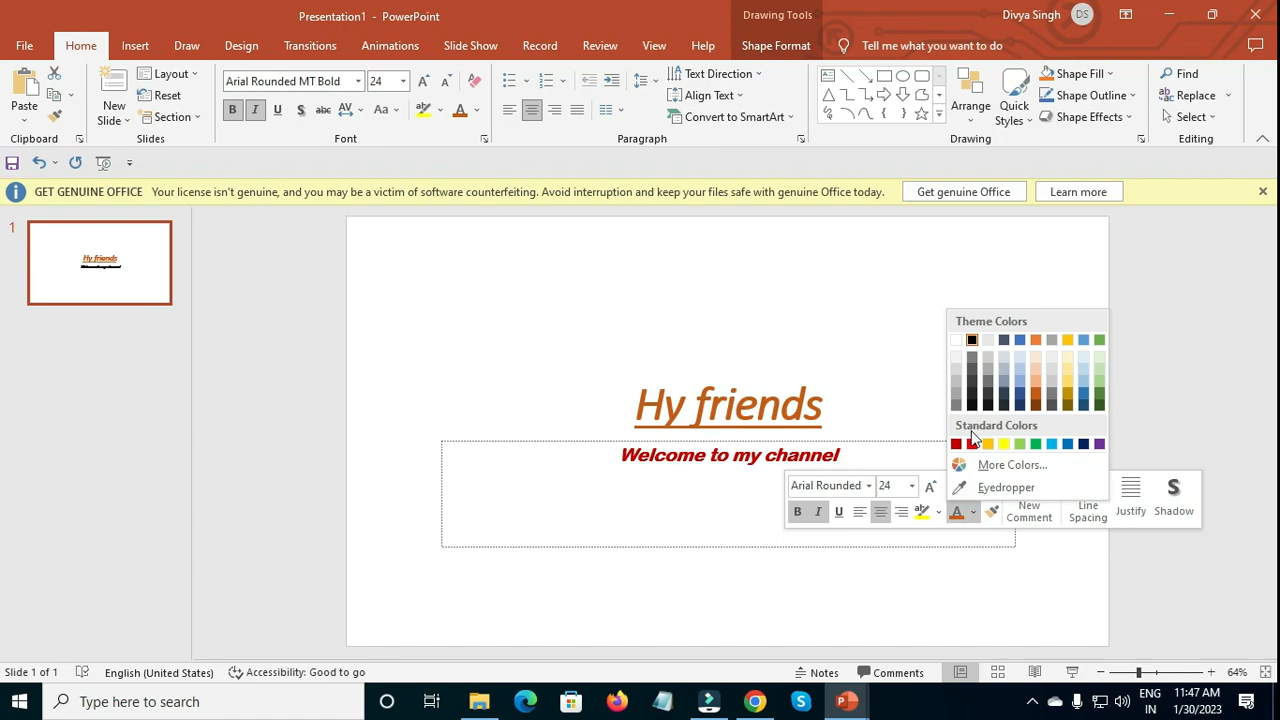 Presentation1 - PowerPoint
Drawing Tools
Divya Singh
DS
File Home Insert Draw Design Transitions Animations Slide Show Record Review View Help Shape Format Tell me what you want to do
Paste
Clipboard
New
Slide
Layout
Reset
Section
Slides
Arial Rounded MT Bold 24
B I U S abc AV Aa A
Font
Text Direction
Align Text
Convert to SmartArt
Paragraph
Arrange
Quick
Styles
Shape Fill
Shape Outline
Shape Effects
Drawing
Find
Replace
Select
Editing
GET GENUINE OFFICE Your license isn't genuine, and you may be a victim of software counterfeiting. Avoid interruption and keep your files safe with genuine Office today. Get genuine Office Learn more
1
Hy friends
Hy friends
Welcome to my channel
Theme Colors
Standard Colors
More Colors...
Eyedropper
Arial Rounded 24 A
B I U A
New
Comment
Line
Spacing
Justify
S
Shadow
Slide 1 of 1 English (United States) Accessibility: Good to go Notes Comments 64%
Type here to search
ENG
IN
11:47 AM
1/30/2023